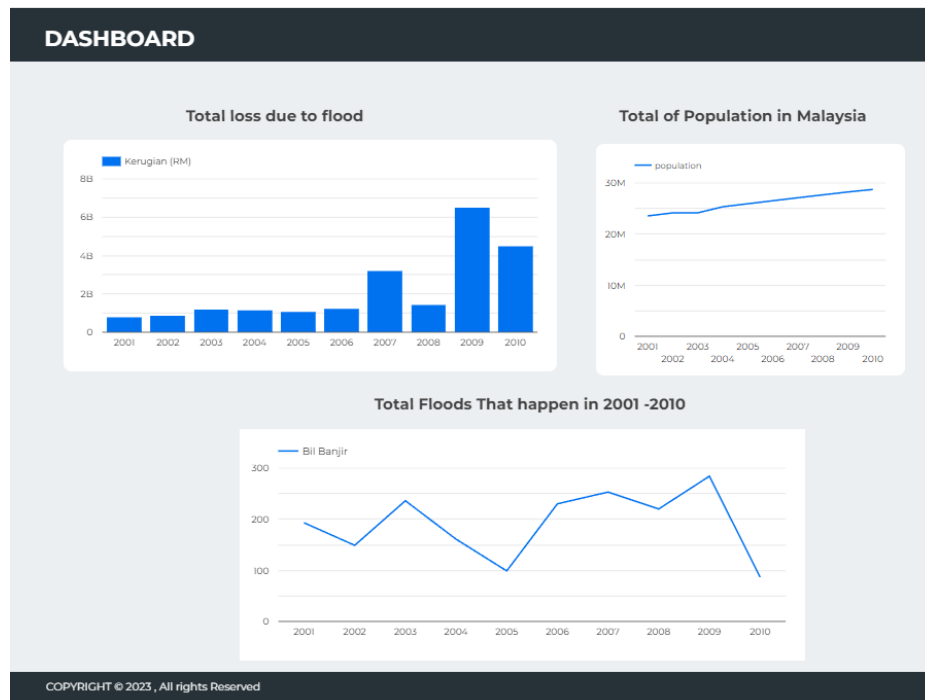 DASHBOARD
Total loss due to flood
Kerugian (RM)
8B
6B
4B
2B
0
2001 2002 2003 2004 2005 2006 2007 2008 2009 2010
Total of Population in Malaysia
population
30M
20M
10M
0
2001 2003 2005 2007 2009
2002 2004 2006 2008 2010
Total Floods That happen in 2001 -2010
Bil Banjir
300
200
100
0
2001 2002 2003 2004 2005 2006 2007 2008 2009 2010
COPYRIGHT © 2023 , All rights Reserved